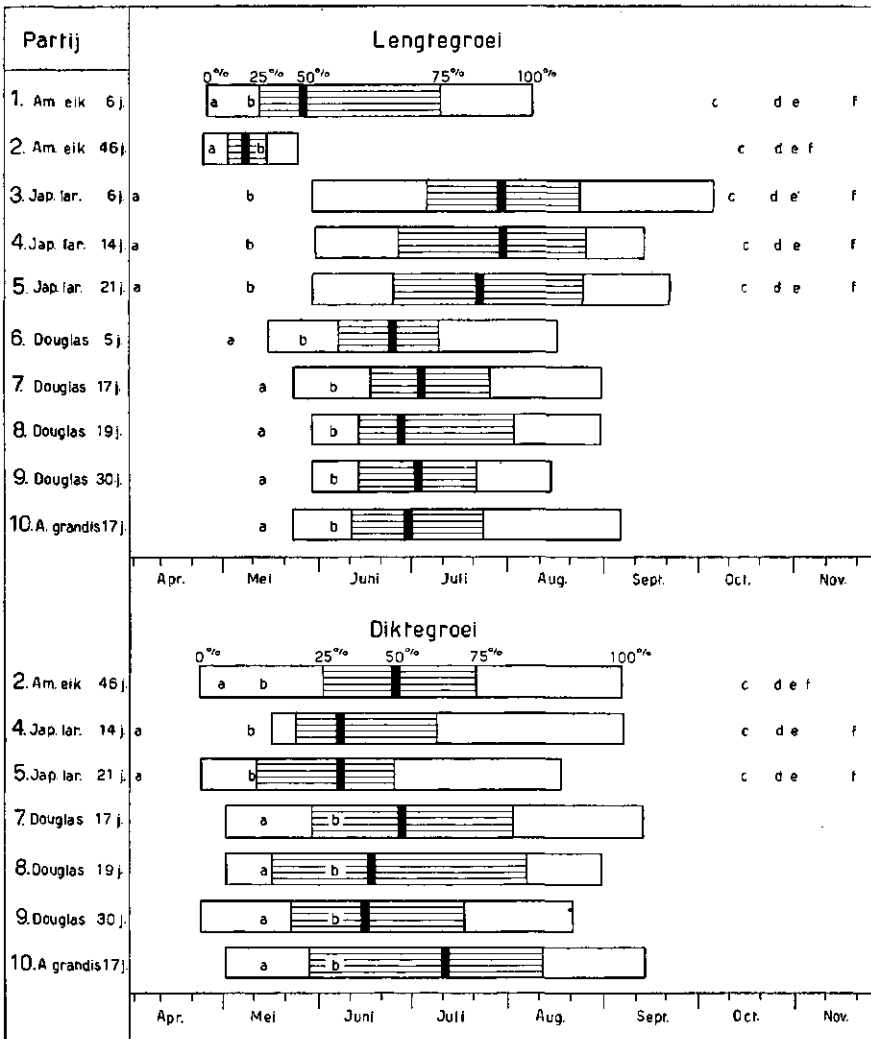 Partij
Lengtegroei
0% 25% 50% 75% 100%
1. Am. eik 6 j. a b c d e f
2. Am. eik 46 j. a b c d e f
3. Jap. lar. 6 j. a b c d e f
4. Jap. lar. 14 j. a b c d e f
5. Jap. lar. 21 j. a b c d e f
6. Douglas 5 j. a b
7. Douglas 17 j. a b
8. Douglas 19 j. a b
9. Douglas 30 j. a b
10. A. grandis 17 j. a b
Apr. Mei Juni Juli Aug. Sept. Oct. Nov.
Diktegroei
0% 25% 50% 75% 100%
2. Am. eik 46 j. a b c d e f
4. Jap. lar. 14 j. a b c d e f
5. Jap. lar. 21 j. a b c d e f
7. Douglas 17 j. a b
8. Douglas 19 j. a b
9. Douglas 30 j. a b
10. A grandis 17 j. a b
Apr. Mei Juni Juli Aug. Sept. Oct. Nov.